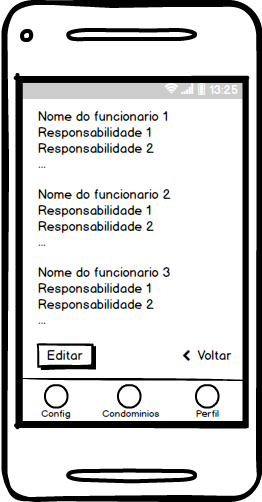 13:25
Nome do funcionario 1
Responsabilidade 1
Responsabilidade 2
...
Nome do funcionario 2
Responsabilidade 1
Responsabilidade 2
...
Nome do funcionario 3
Responsabilidade 1
Responsabilidade 2
...
Editar
Voltar
Config Condominios Perfil